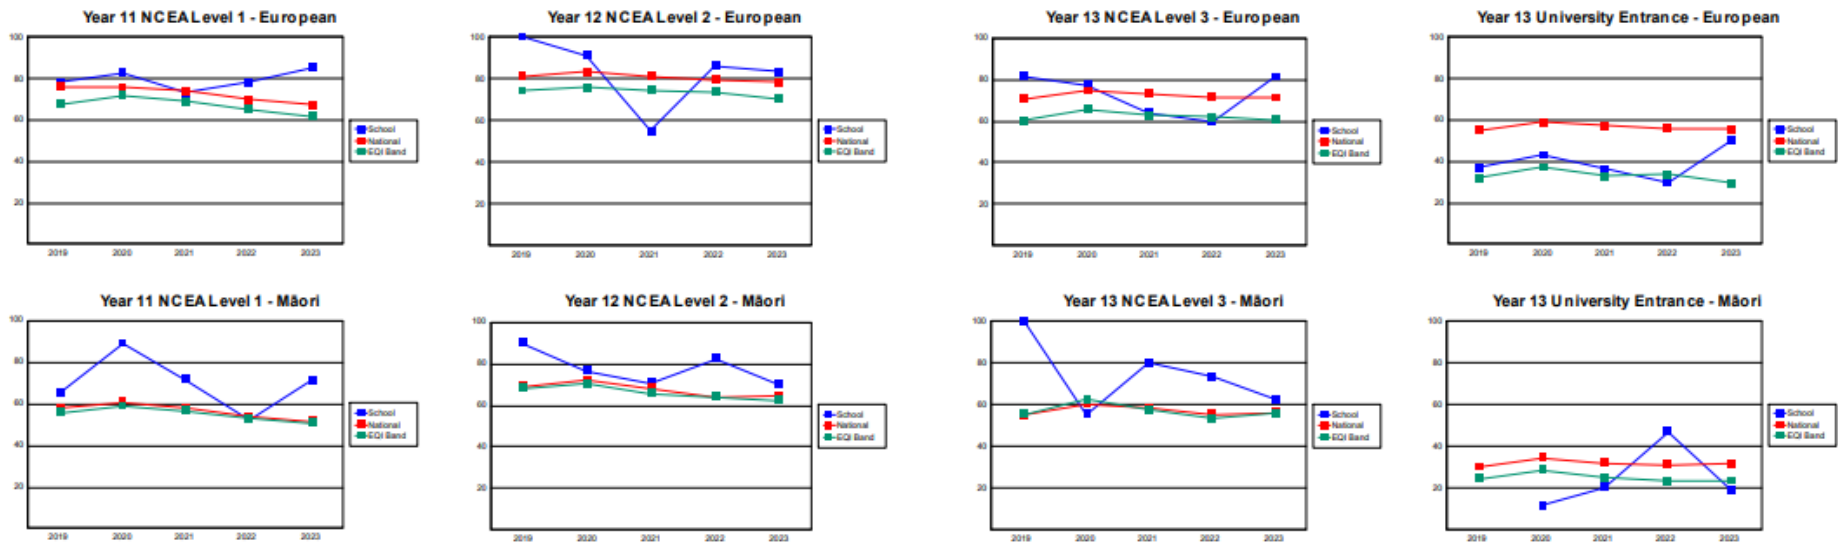 Year 11 NCEA Level 1 - European
100
80
60
40
20
2019 2020 2021 2022 2023
School
National
EQI Band
Year 12 NCEA Level 2 - European
100
80
60
40
20
2019 2020 2021 2022 2023
School
National
EQI Band
Year 13 NCEA Level 3 - European
100
80
60
40
20
2019 2020 2021 2022 2023
School
National
EQI Band
Year 13 University Entrance - European
100
80
60
40
20
2019 2020 2021 2022 2023
School
National
EQI Band
Year 11 NCEA Level 1 - Māori
100
80
60
40
20
2019 2020 2021 2022 2023
School
National
EQI Band
Year 12 NCEA Level 2 - Māori
100
80
60
40
20
2019 2020 2021 2022 2023
School
National
EQI Band
Year 13 NCEA Level 3 - Māori
100
80
60
40
20
2019 2020 2021 2022 2023
School
National
EQI Band
Year 13 University Entrance - Māori
100
80
60
40
20
2019 2020 2021 2022 2023
School
National
EQI Band